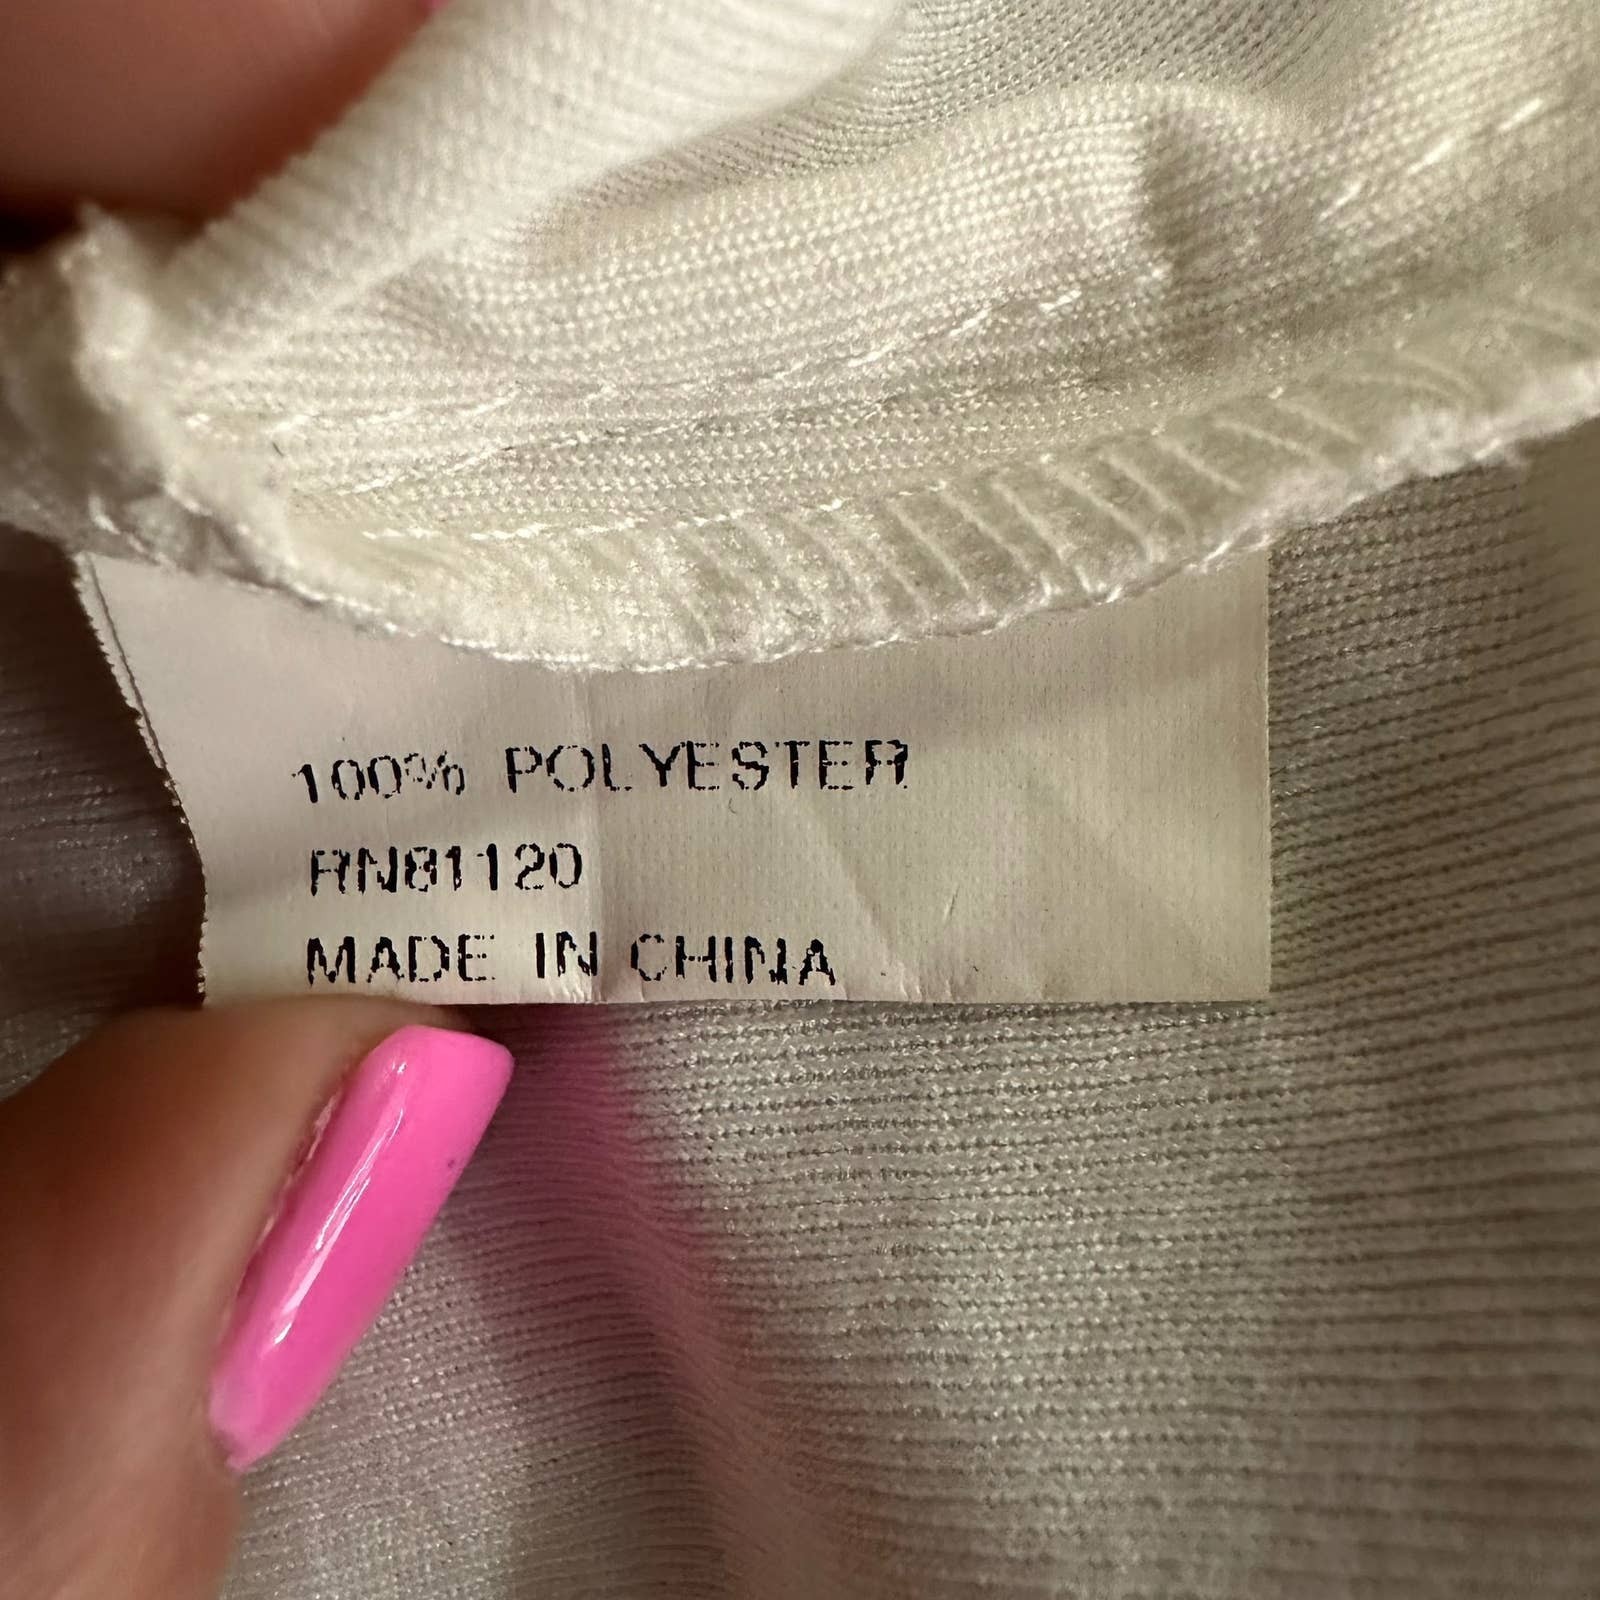 100% POLYESTER
RN81120
MADE IN CHINA